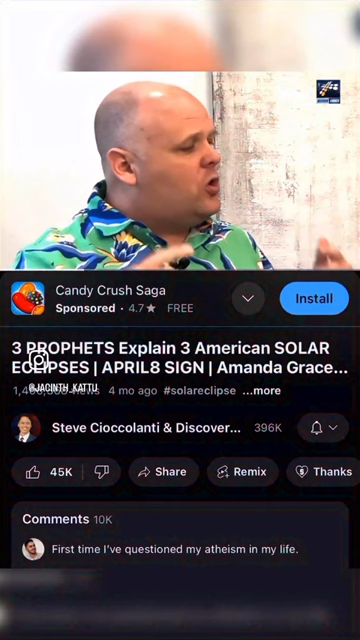 Candy Crush Saga
Sponsored • 4.7★ FREE
Install
3 PROPHETS Explain 3 American SOLAR
ECLIPSES | APRIL8 SIGN | Amanda Grace...
views 4 mo ago #solareclipse ...more
@JACINTH_KATTU
Steve Cioccolanti & Discover... 396K
45K
Share
Remix
Thanks
Comments 10K
First time I've questioned my atheism in my life.